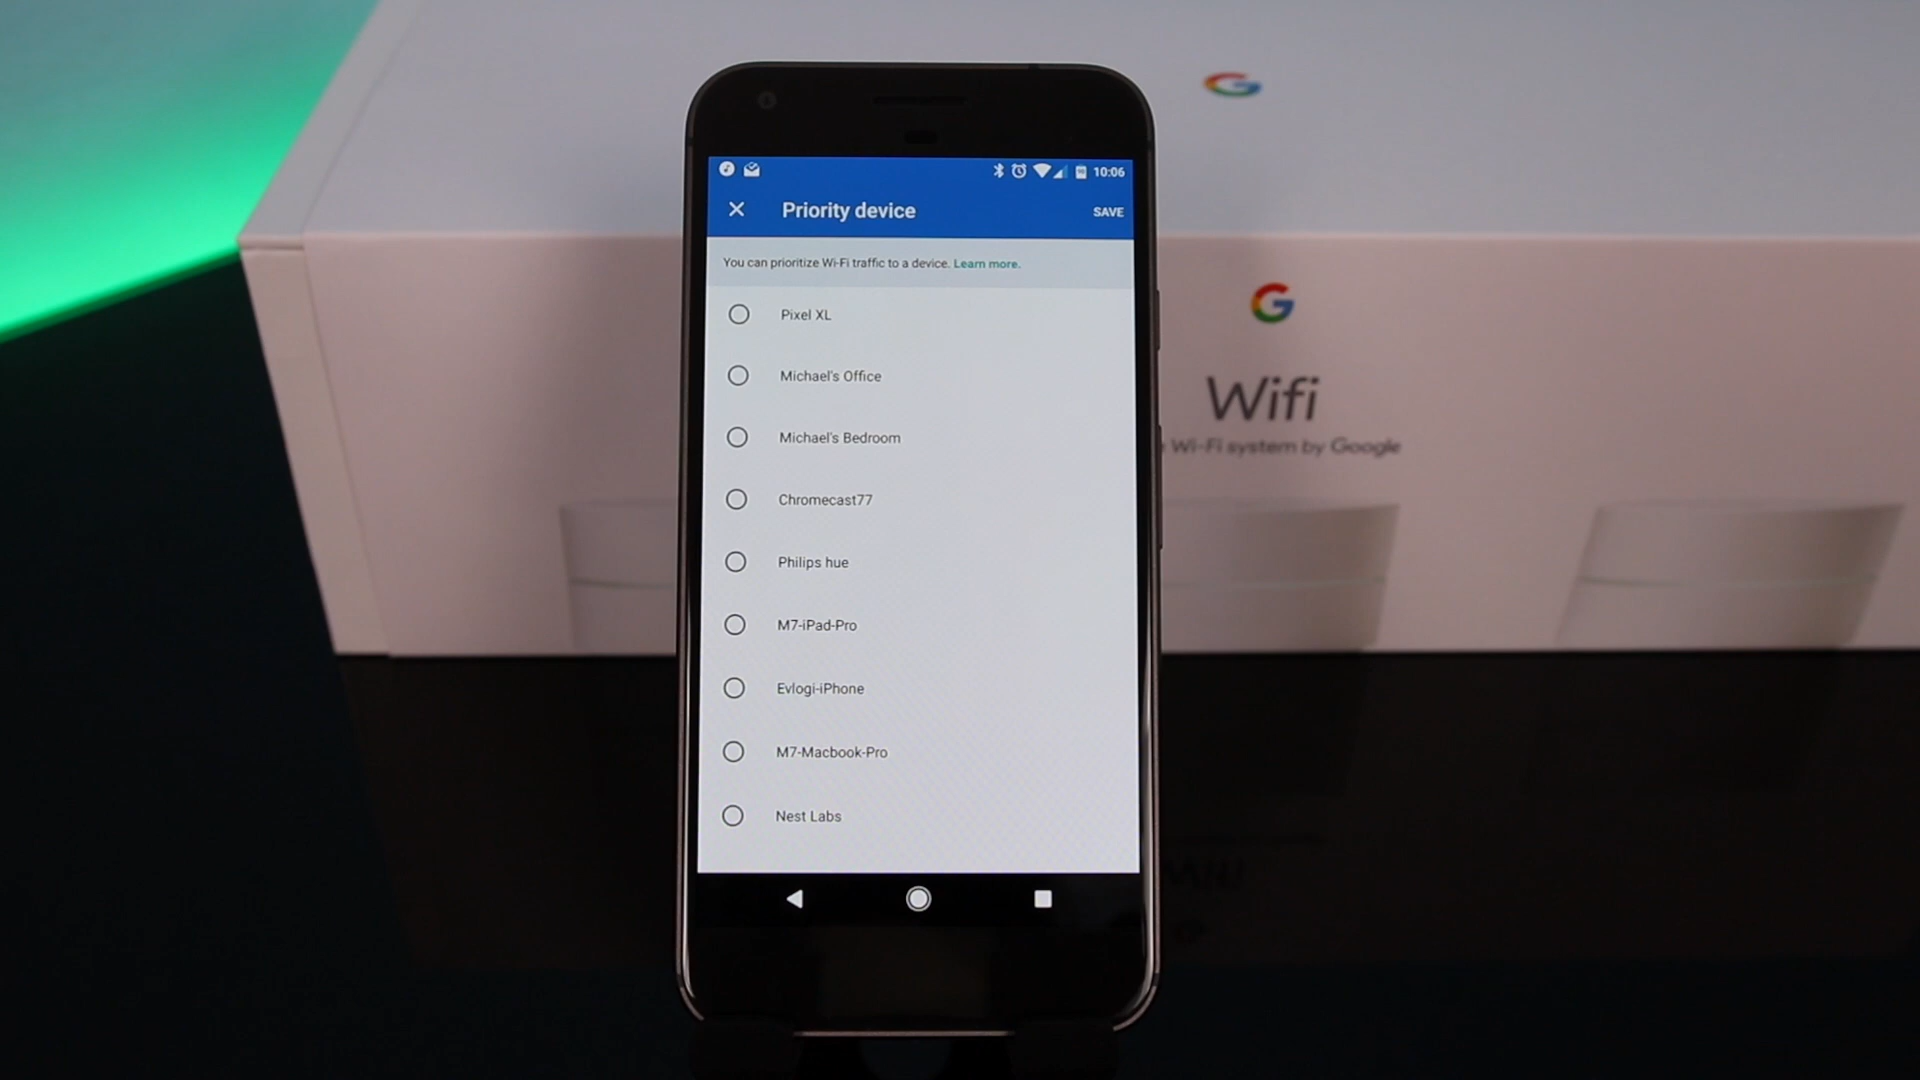 10:06
Priority device
SAVE
You can prioritize Wi-Fi traffic to a device. Learn more.
Pixel XL
Michael's Office
Michael's Bedroom
Chromecast77
Philips hue
M7-iPad-Pro
Evlogi-iPhone
M7-Macbook-Pro
Nest Labs
G
G
Wifi
Wi-Fi system by Google